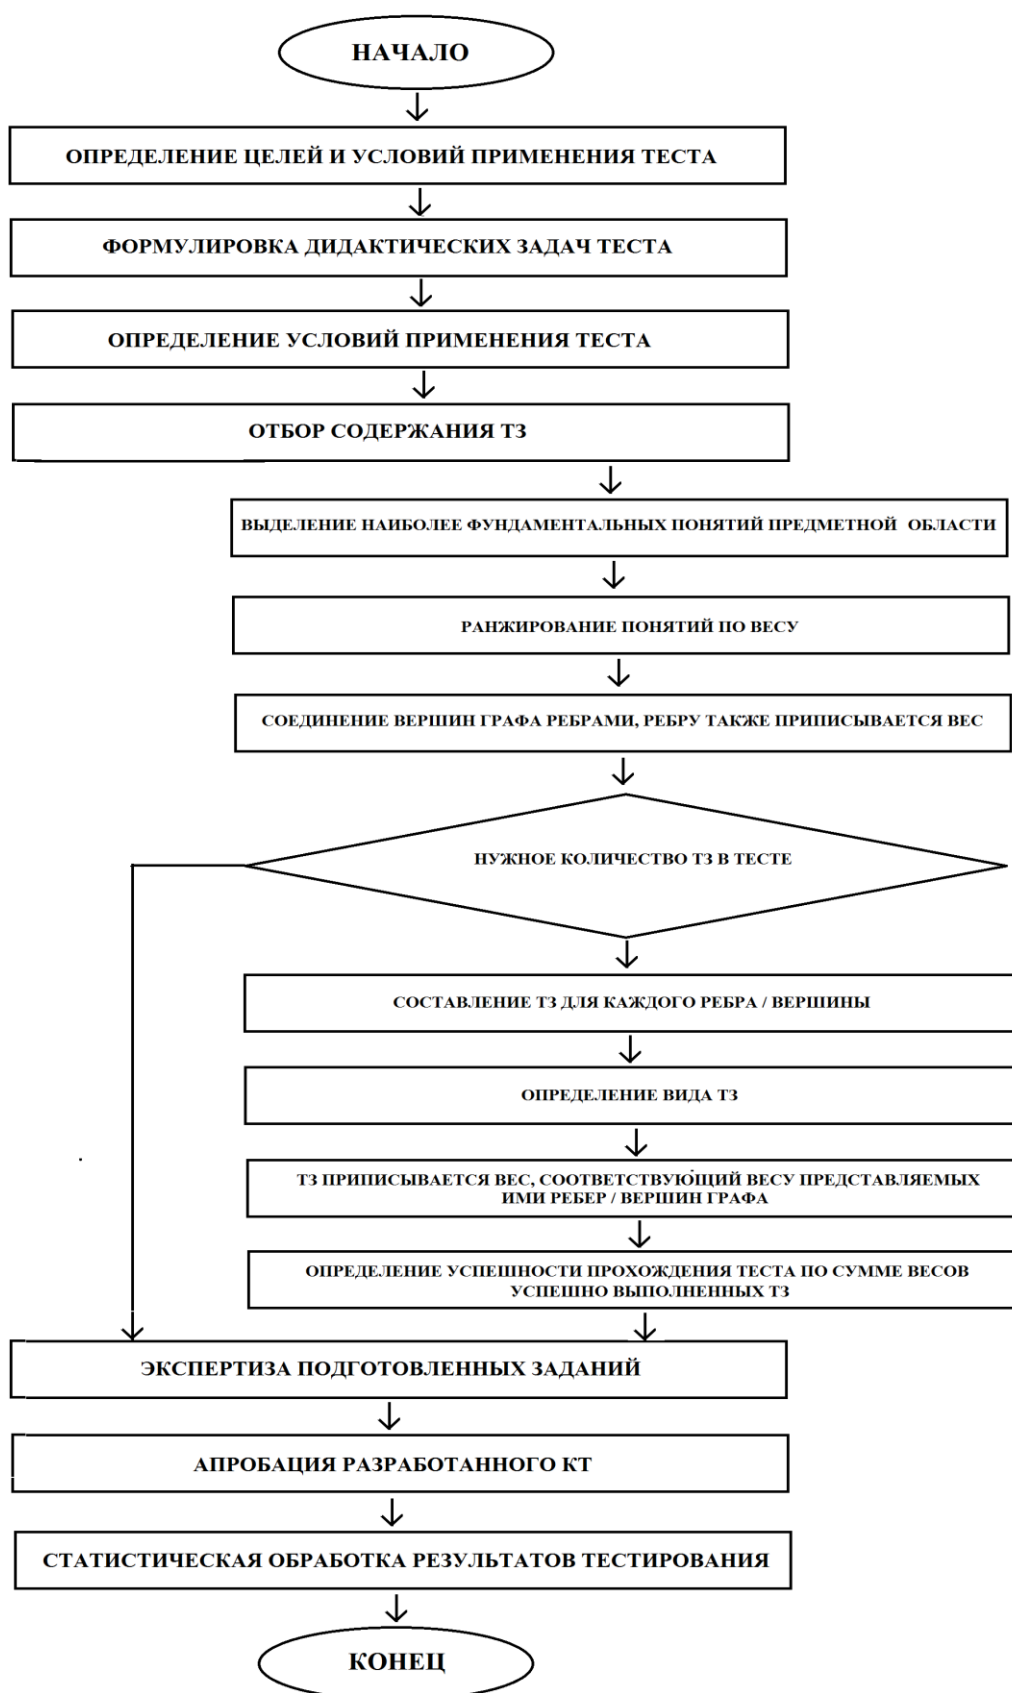 НАЧАЛО
ОПРЕДЕЛЕНИЕ ЦЕЛЕЙ И УСЛОВИЙ ПРИМЕНЕНИЯ ТЕСТА
ФОРМУЛИРОВКА ДИДАКТИЧЕСКИХ ЗАДАЧ ТЕСТА
ОПРЕДЕЛЕНИЕ УСЛОВИЙ ПРИМЕНЕНИЯ ТЕСТА
ОТБОР СОДЕРЖАНИЯ ТЗ
ВЫДЕЛЕНИЕ НАИБОЛЕЕ ФУНДАМЕНТАЛЬНЫХ ПОНЯТИЙ ПРЕДМЕТНОЙ ОБЛАСТИ
РАНЖИРОВАНИЕ ПОНЯТИЙ ПО ВЕСУ
СОЕДИНЕНИЕ ВЕРШИН ГРАФА РЕБРАМИ, РЕБРУ ТАКЖЕ ПРИПИСЫВАЕТСЯ ВЕС
НУЖНОЕ КОЛИЧЕСТВО ТЗ В ТЕСТЕ
СОСТАВЛЕНИЕ ТЗ ДЛЯ КАЖДОГО РЕБРА / ВЕРШИНЫ
ОПРЕДЕЛЕНИЕ ВИДА ТЗ
ТЗ ПРИПИСЫВАЕТСЯ ВЕС, СООТВЕТСТВУЮЩИЙ ВЕСУ ПРЕДСТАВЛЯЕМЫХ
ИМИ РЕБЕР / ВЕРШИН ГРАФА
ОПРЕДЕЛЕНИЕ УСПЕШНОСТИ ПРОХОЖДЕНИЯ ТЕСТА ПО СУММЕ ВЕСОВ
УСПЕШНО ВЫПОЛНЕННЫХ ТЗ
ЭКСПЕРТИЗА ПОДГОТОВЛЕННЫХ ЗАДАНИЙ
АПРОБАЦИЯ РАЗРАБОТАННОГО КТ
СТАТИСТИЧЕСКАЯ ОБРАБОТКА РЕЗУЛЬТАТОВ ТЕСТИРОВАНИЯ
КОНЕЦ